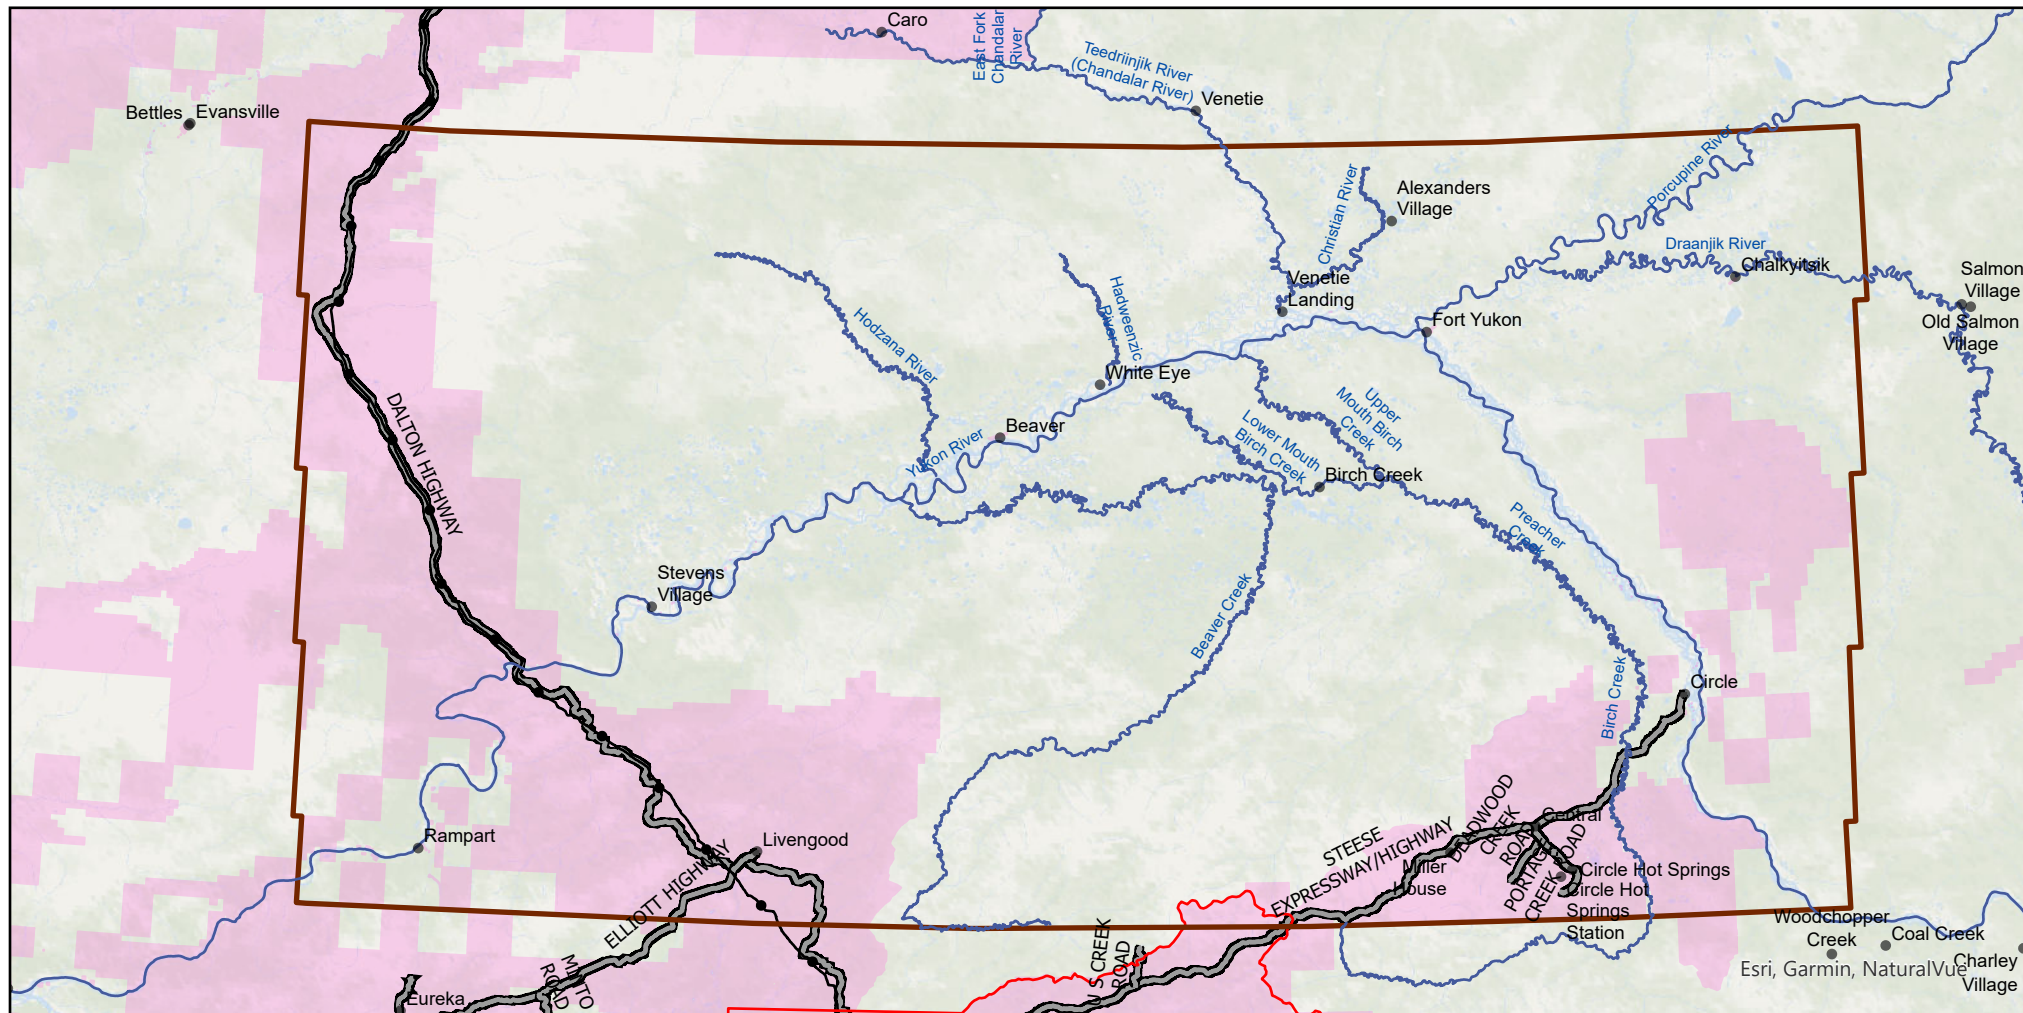 Caro
East Fork
Chandalar
River
Teedriinjik River
(Chandalar River)
Venetie
Bettles
Evansville
Porcupine River
Christian River
Alexanders
Village
Draanjik River
Chalkyitsik
Salmon
Village
Old Salmon
Village
Venetie
Landing
Fort Yukon
Hadweenzic
River
Hodzana River
White Eye
Upper
Mouth Birch
Creek
Lower Mouth
Birch Creek
Beaver
Yukon River
Birch Creek
DALTON HIGHWAY
Preacher
Creek
Stevens
Village
Beaver Creek
Birch Creek
Circle
Rampart
Livengood
ELLIOTT HIGHWAY
STEESE
EXPRESSWAY/HIGHWAY
DEADWOOD
CREEK
ROAD
Central
PORTAGE
CREEK ROAD
Miller
House
Circle Hot Springs
Circle Hot
Springs
Station
Woodchopper
Creek
Coal Creek
Charley
Village
U S CREEK
ROAD
MINTO
ROAD
Eureka
Esri, Garmin, NaturalVue